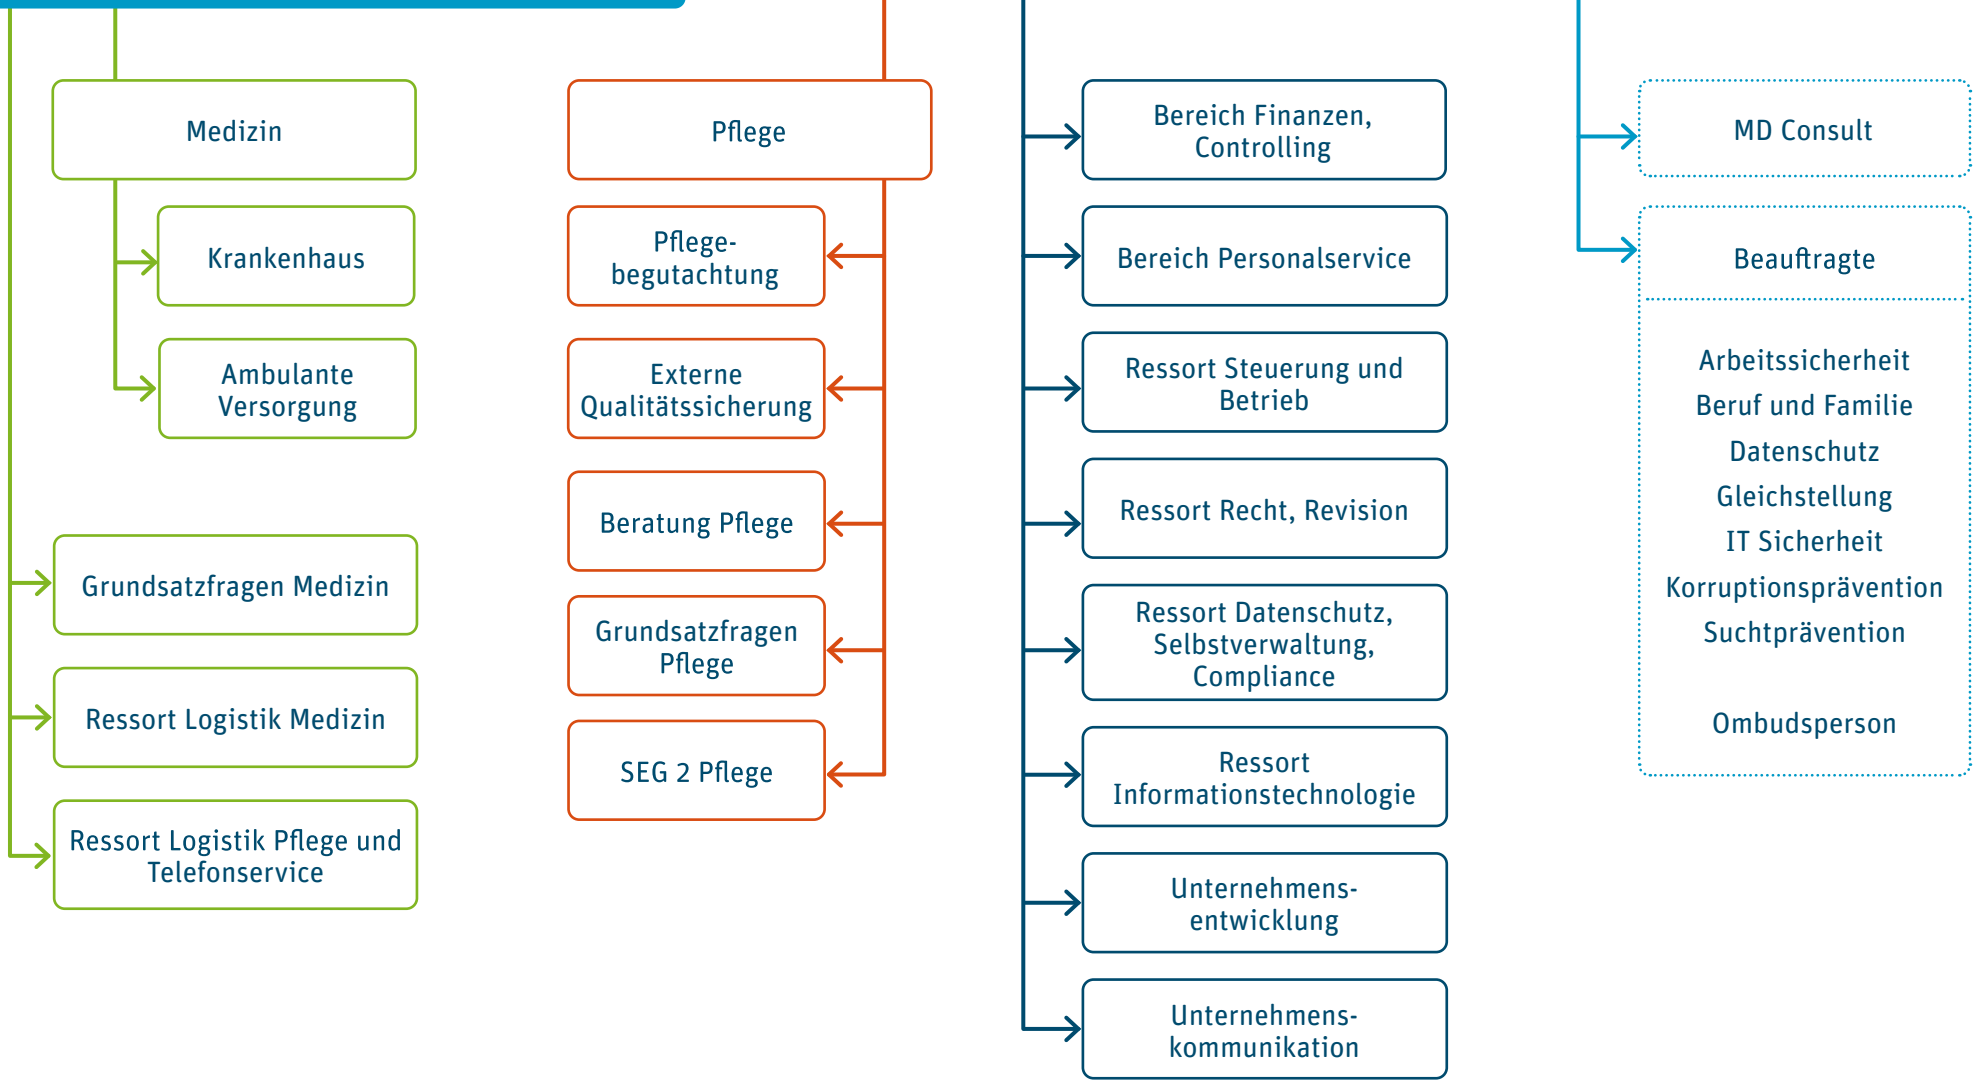 Medizin
Krankenhaus
Ambulante
Versorgung
Grundsatzfragen Medizin
Ressort Logistik Medizin
Ressort Logistik Pflege und
Telefonservice
Pflege
Pflege-
begutachtung
Externe
Qualitätssicherung
Beratung Pflege
Grundsatzfragen
Pflege
SEG 2 Pflege
Bereich Finanzen,
Controlling
Bereich Personalservice
Ressort Steuerung und
Betrieb
Ressort Recht, Revision
Ressort Datenschutz,
Selbstverwaltung,
Compliance
Ressort
Informationstechnologie
Unternehmens-
entwicklung
Unternehmens-
kommunikation
MD Consult
Beauftragte
Arbeitssicherheit
Beruf und Familie
Datenschutz
Gleichstellung
IT Sicherheit
Korruptionsprävention
Suchtprävention
Ombudsperson